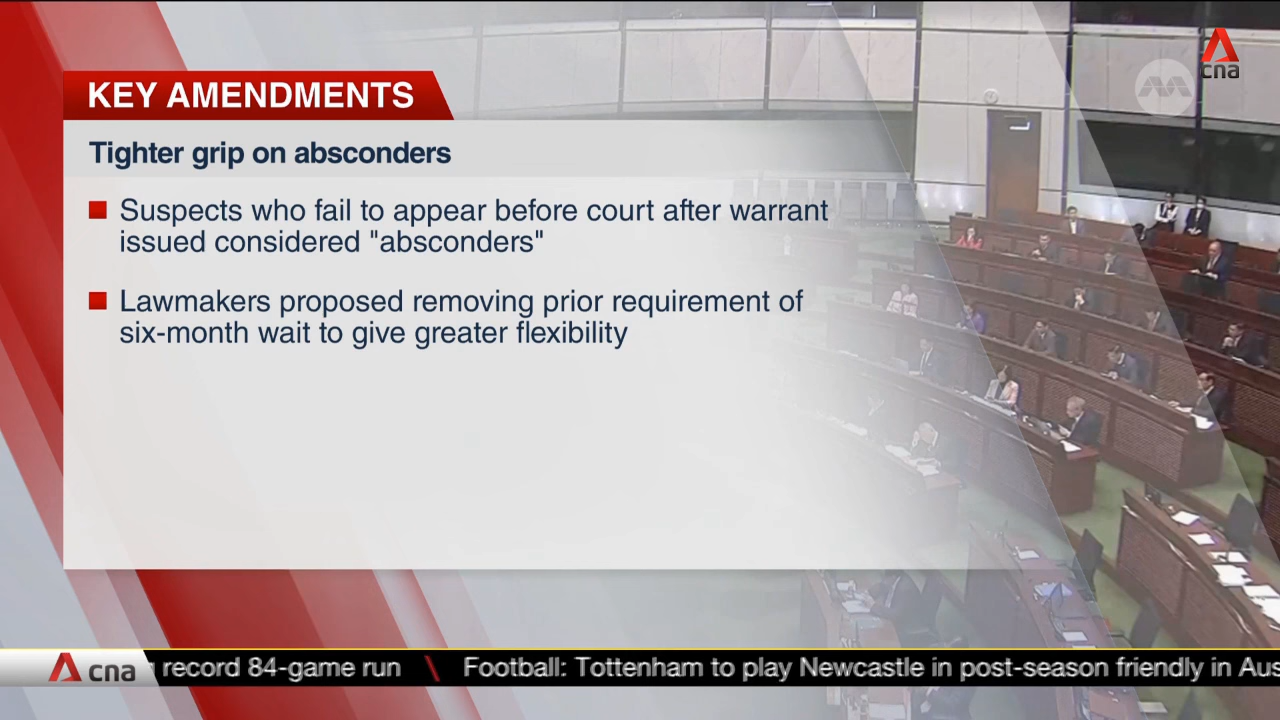 cna
KEY AMENDMENTS
Tighter grip on absconders
Suspects who fail to appear before court after warrant
issued considered "absconders"
Lawmakers proposed removing prior requirement of
six-month wait to give greater flexibility
cna
record 84-game run \ Football: Tottenham to play Newcastle in post-season friendly in Aus